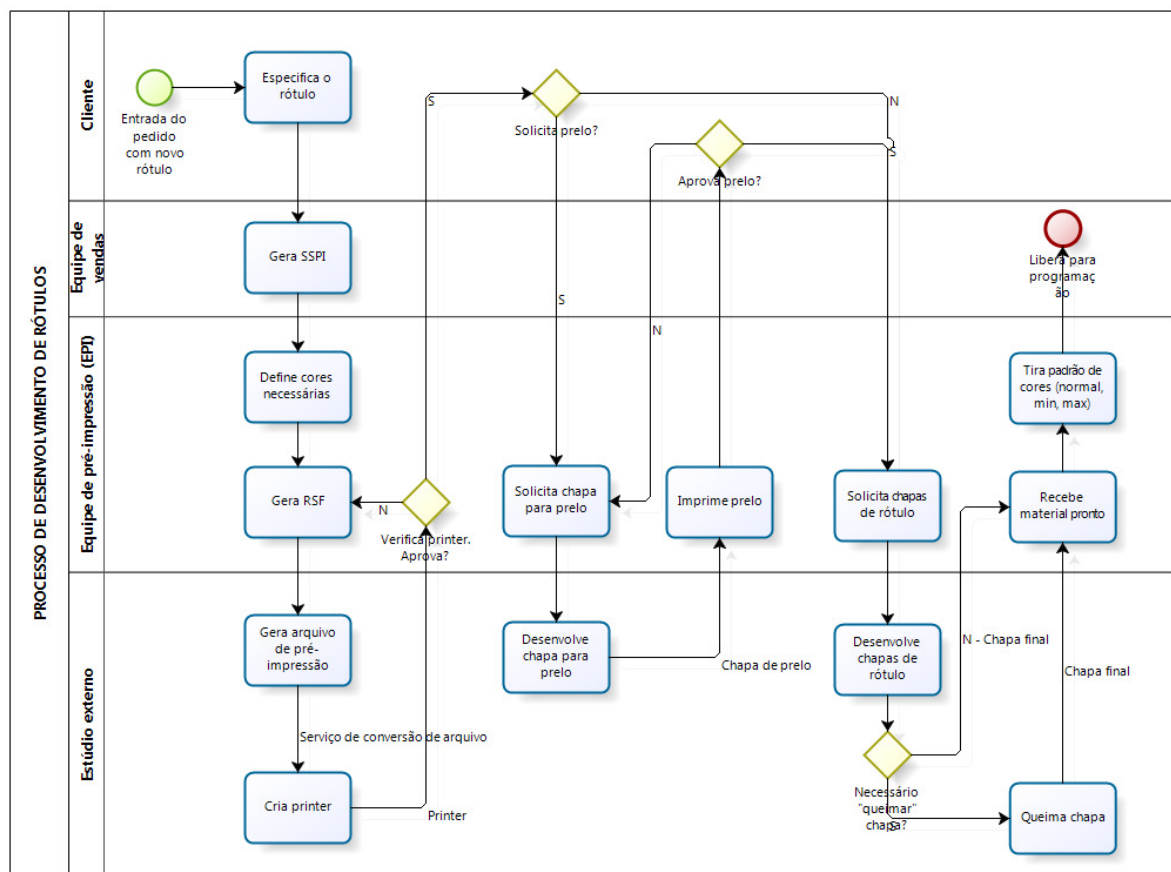 PROCESSO DE DESENVOLVIMENTO DE RÓTULOS
Cliente
Entrada do
pedido
com novo
rótulo
Especifica o
rótulo
S
Solicita prelo?
N
S
Aprova prelo?
Equipe de
vendas
Gera SSPI
S
N
Libera para
programaç
ão
Equipe de pré-impressão (EPI)
Define cores
necessárias
Gera RSF
N
Verifica printer.
Aprova?
Solicita chapa
para prelo
Imprime prelo
Solicita chapas
de rótulo
Tira padrão de
cores (normal,
min, max)
Recebe
material pronto
Estúdio externo
Gera arquivo
de pré-
impressão
Serviço de conversão de arquivo
Cria printer
Printer
Desenvolve
chapa para
prelo
Chapa de prelo
Desenvolve
chapas de
rótulo
N - Chapa final
Chapa final
Necessário
"queimar"
chapa?
S
Queima chapa